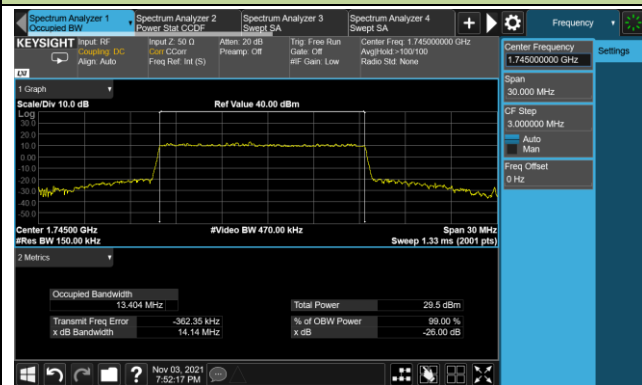 Spectrum Analyzer 1
Occupied BW
Spectrum Analyzer 2
Power Stat CCDF
Spectrum Analyzer 3
Swept SA
Spectrum Analyzer 4
Swept SA
Frequency
KEYSIGHT
Input: RF
Coupling: DC
Align: Auto
Input Z: 50 Ω
Corr CCorr
Freq Ref: Int (S)
Atten: 20 dB
Preamp: Off
Trig: Free Run
Gate: Off
#IF Gain: Low
Center Freq: 1.745000000 GHz
Avg|Hold:>100/100
Radio Std: None
LXI
Center Frequency
1.745000000 GHz
Settings
Span
30.000 MHz
CF Step
3.000000 MHz
Auto
Man
Freq Offset
0 Hz
1 Graph
Scale/Div 10.0 dB
Ref Value 40.00 dBm
Log
30.0
20.0
10.0
0.00
-10.0
-20.0
-30.0
-40.0
-50.0
Center 1.74500 GHz
#Video BW 470.00 kHz
Span 30 MHz
#Res BW 150.00 kHz
Sweep 1.33 ms (2001 pts)
2 Metrics
Occupied Bandwidth
13.404 MHz
Total Power
29.5 dBm
Transmit Freq Error
-362.35 kHz
% of OBW Power
99.00 %
x dB Bandwidth
14.14 MHz
x dB
-26.00 dB
?
Nov 03, 2021
7:52:17 PM